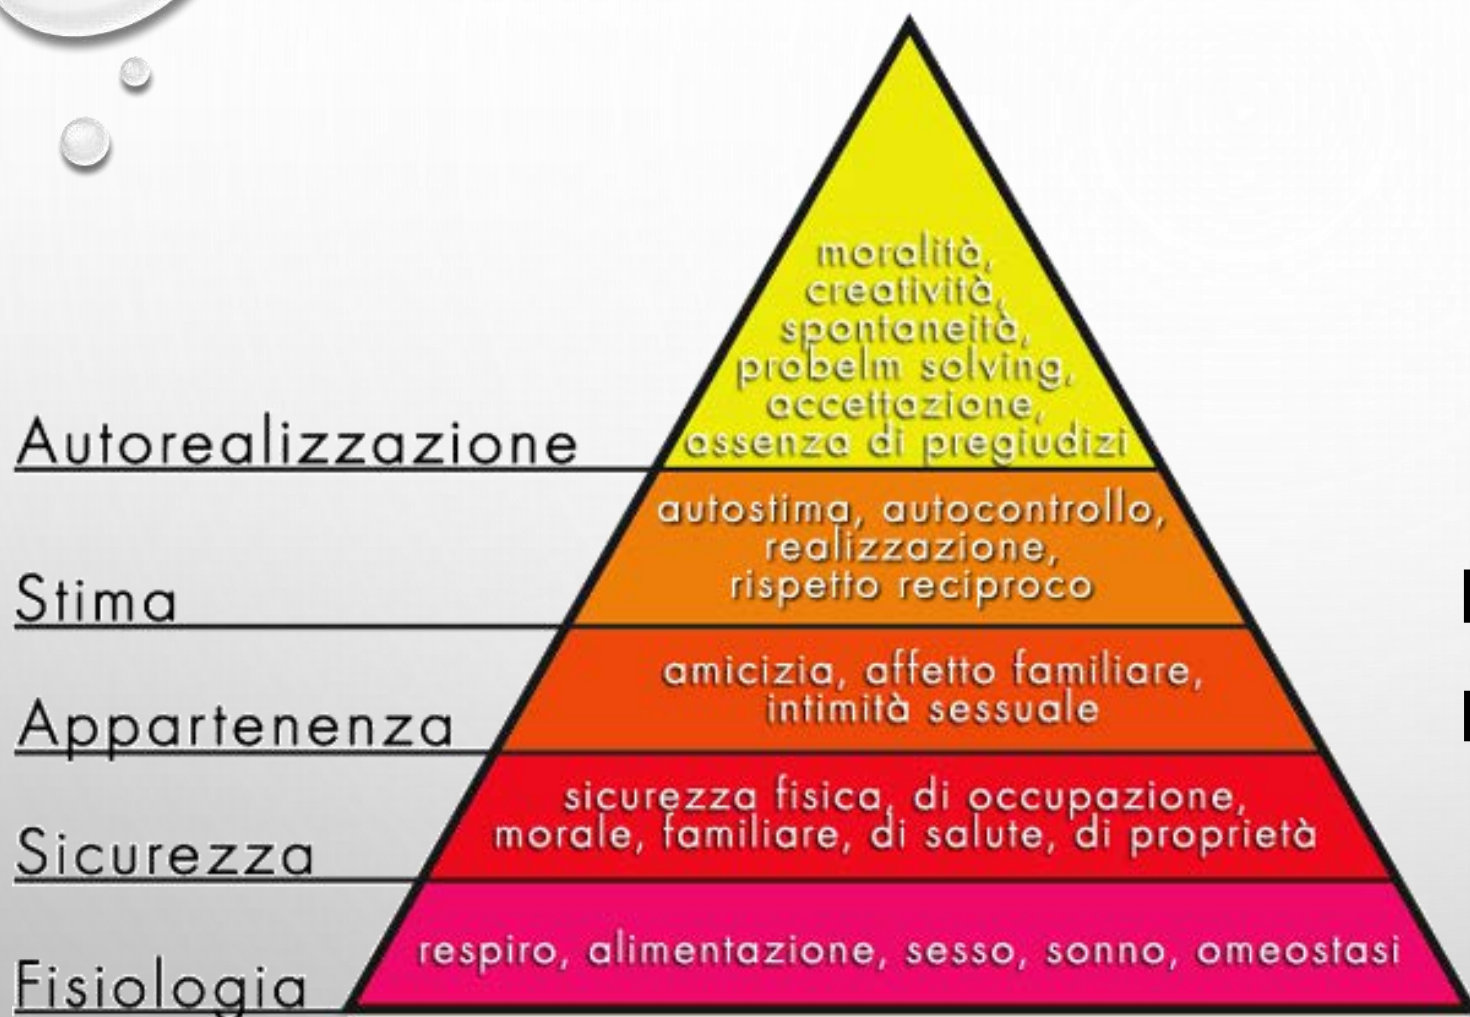 moralità,
creatività,
spontaneità,
probelm solving,
accettazione,
assenza di pregiudizi
Autorealizzazione
autostima, autocontrollo,
realizzazione,
rispetto reciproco
Stima
amicizia, affetto familiare,
intimità sessuale
Appartenenza
sicurezza fisica, di occupazione,
morale, familiare, di salute, di proprietà
Sicurezza
respiro, alimentazione, sesso, sonno, omeostasi
Fisiologia